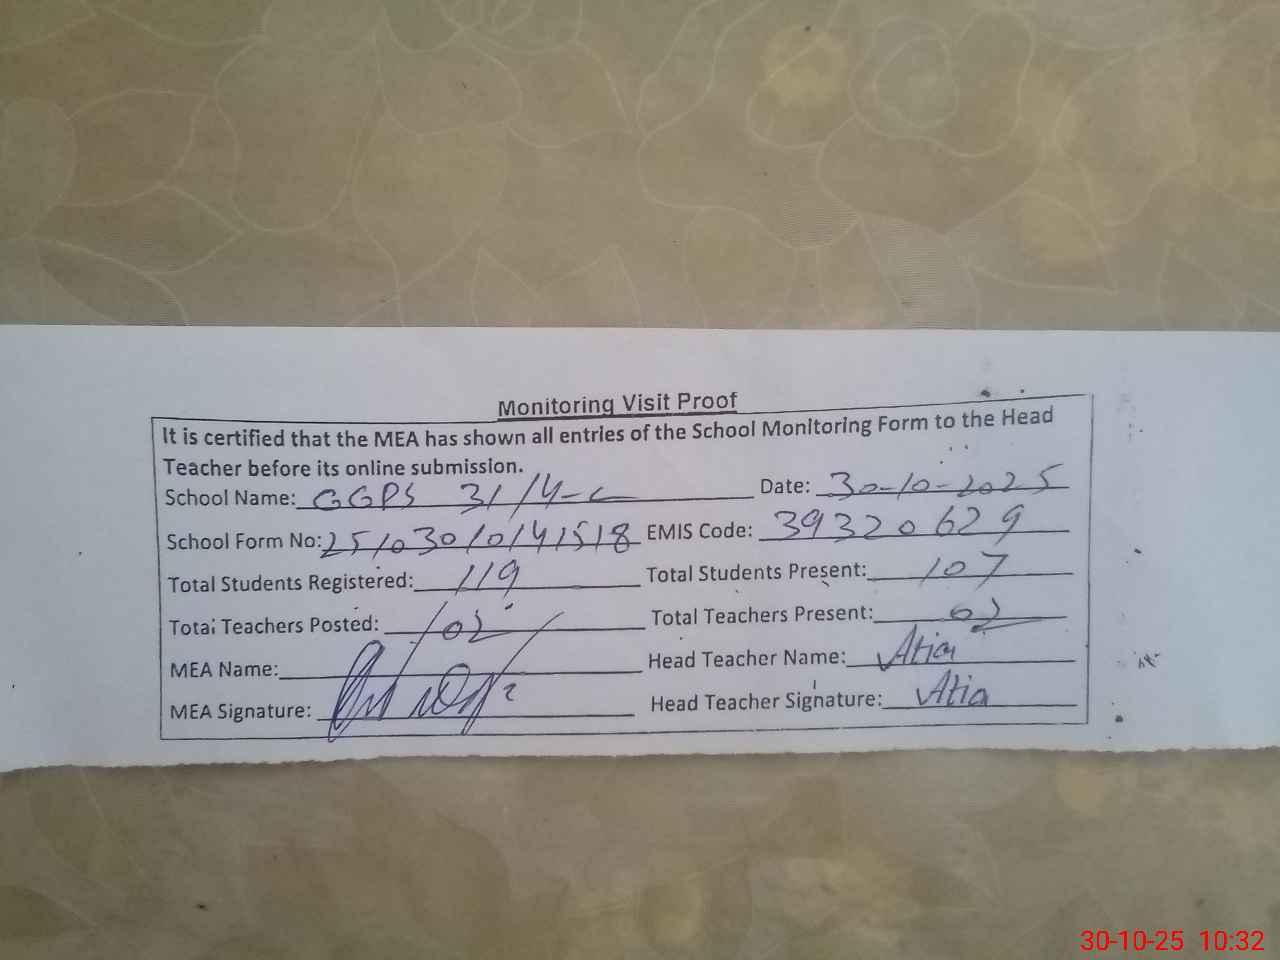 Monitoring Visit Proof
It is certified that the MEA has shown all entries of the School Monitoring Form to the Head
Teacher before its online submission.
School Name: GGPS 31/4-L Date: 30-10-2025
School Form No: 25103010141518 EMIS Code: 39320629
Total Students Registered: 119 Total Students Present: 107
Total Teachers Posted: 02 Total Teachers Present: 02
MEA Name: Head Teacher Name: Atia
MEA Signature: Head Teacher Signature: Atia
30-10-25 10:32